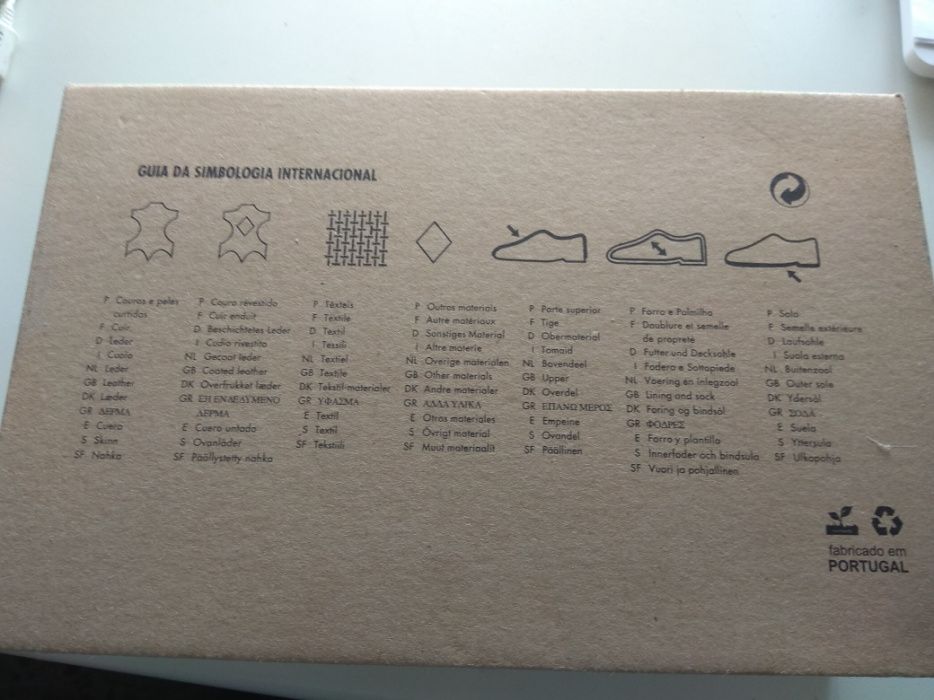 GUIA DA SIMBOLOGIA INTERNACIONAL
P Couros e peles
curtidas
F Cuir
D Leder
I Cuoio
NL Leder
GB Leather
DK Læder
GR ΔΕΡΜΑ
E Cuero
S Skinn
SF Nahka
P Couro revestido
F Cuir enduit
D Beschichtetes Leder
I Cudio rivestito
NL Gecoat leder
GB Coated leather
DK Overfrukket læder
GR ΕΠΕΝΔΕΔΥΜΕΝΟ
ΔΕΡΜΑ
E Cuero untado
S Ovanläder
SF Päällystetty nahka
P Têxteis
F Textile
D Textil
I Tessili
NL Textiel
GB Textile
DK Tekstil-materialer
GR ΥΦΑΣΜΑ
E Textil
S Textil
SF Tekstiili
P Outros materiais
F Autre matériaux
D Sonstiges Material
I Altre materie
NL Overige materialen
GB Other materials
DK Andre materialer
GR ΑΛΛΑ ΥΛΙΚΑ
E Otros materiales
S Övrigt material
SF Muut materiaalit
P Parte superior
F Tige
D Obermaterial
I Tomaid
NL Bovendeel
GB Upper
DK Overdel
GR ΕΠΑΝΩ ΜΕΡΟΣ
E Empeine
S Ovandel
SF Päällinen
P Forro e Palmilha
F Doublure et semelle
de propreté
D Futter und Decksohle
I Fodera e Sottopiede
NL Voering en inlegzool
GB Lining and sock
DK Foring og bindsål
GR ΦΟΔΡΕΣ
E Forro y plantilla
S Innerfoder och bindsula
SF Vuori ja pohjallinen
P Sola
F Semelle extérieure
D Laufsohle
I Suola esterna
NL Buitenzool
GB Outer sole
DK Ydersål
GR ΣΟΛΑ
E Suela
S Yttersula
SF Ulkopohja
fabricado em
PORTUGAL